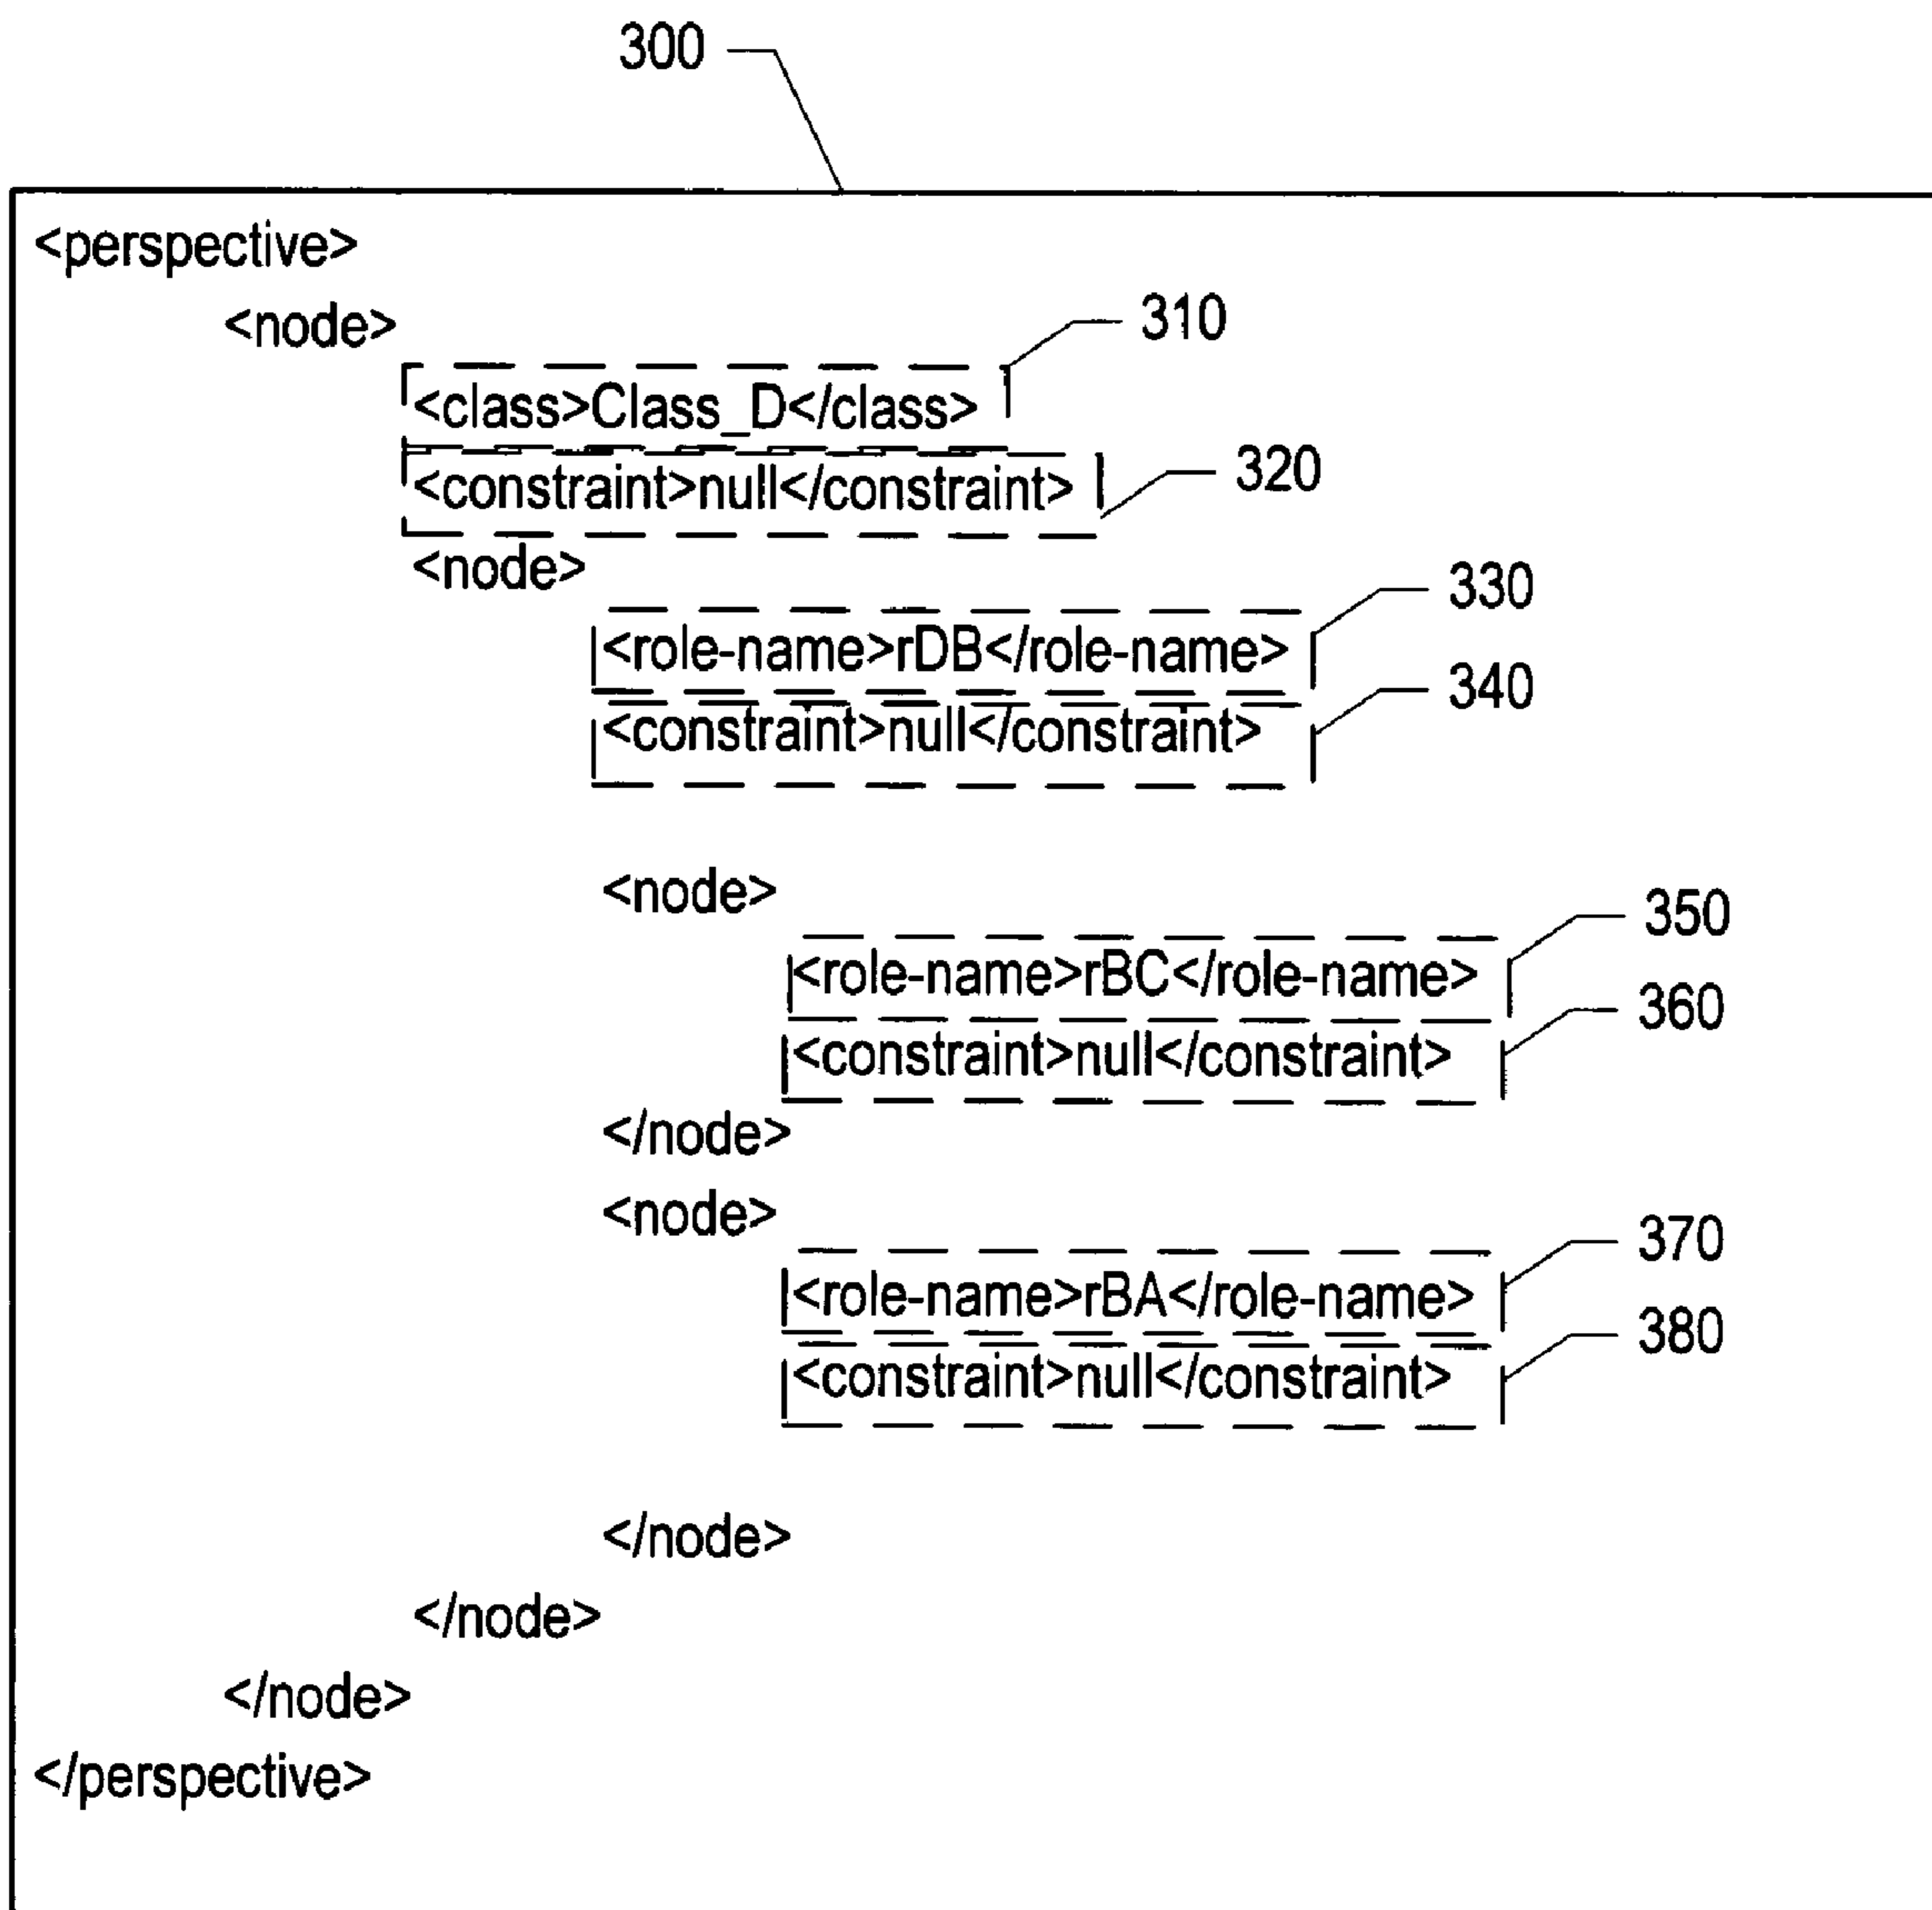 300
<perspective>
<node>
310
<class>Class_D</class>
320
<constraint>null</constraint>
<node>
330
<role-name>rDB</role-name>
340
<constraint>null</constraint>
<node>
350
<role-name>rBC</role-name>
360
<constraint>null</constraint>
</node>
<node>
370
<role-name>rBA</role-name>
380
<constraint>null</constraint>
</node>
</node>
</node>
</perspective>